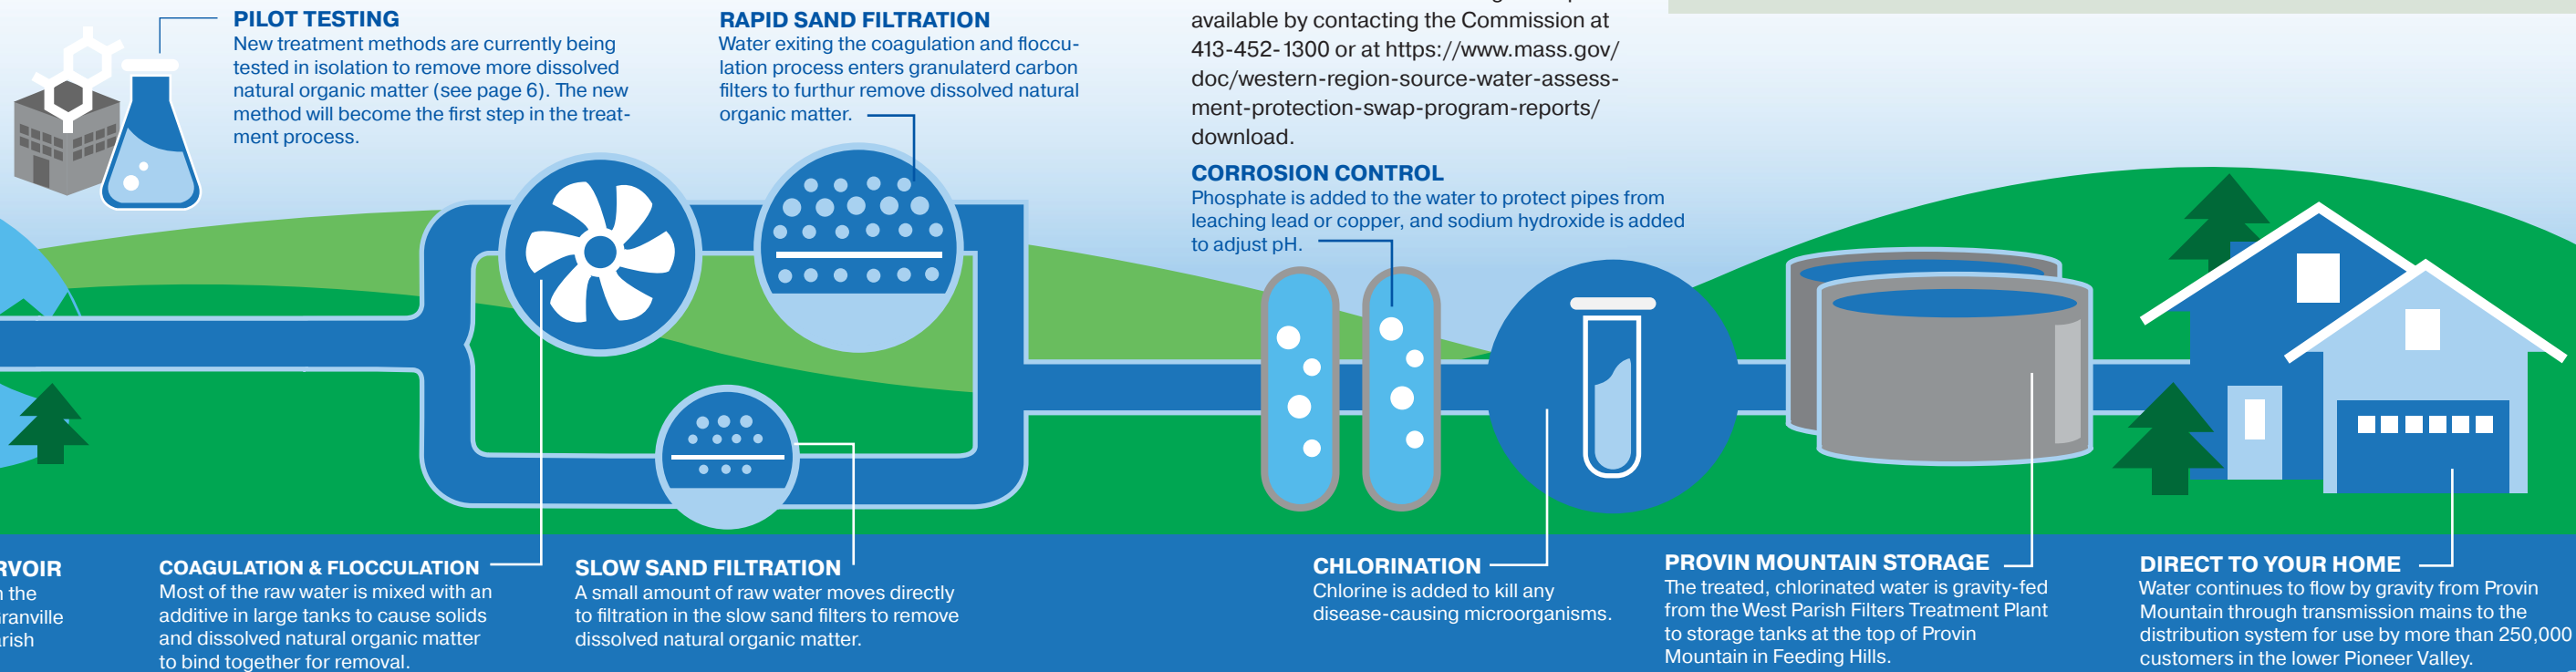 PILOT TESTING
New treatment methods are currently being
tested in isolation to remove more dissolved
natural organic matter (see page 6). The new
method will become the first step in the treat-
ment process.
RAPID SAND FILTRATION
Water exiting the coagulation and floccu-
lation process enters granulaterd carbon
filters to furthur remove dissolved natural
organic matter.
available by contacting the Commission at
413-452-1300 or at https://www.mass.gov/
doc/western-region-source-water-assess-
ment-protection-swap-program-reports/
download.
CORROSION CONTROL
Phosphate is added to the water to protect pipes from
leaching lead or copper, and sodium hydroxide is added
to adjust pH.
RVOIR
the
ranville
rish
COAGULATION & FLOCCULATION
Most of the raw water is mixed with an
additive in large tanks to cause solids
and dissolved natural organic matter
to bind together for removal.
SLOW SAND FILTRATION
A small amount of raw water moves directly
to filtration in the slow sand filters to remove
dissolved natural organic matter.
CHLORINATION
Chlorine is added to kill any
disease-causing microorganisms.
PROVIN MOUNTAIN STORAGE
The treated, chlorinated water is gravity-fed
from the West Parish Filters Treatment Plant
to storage tanks at the top of Provin
Mountain in Feeding Hills.
DIRECT TO YOUR HOME
Water continues to flow by gravity from Provin
Mountain through transmission mains to the
distribution system for use by more than 250,000
customers in the lower Pioneer Valley.